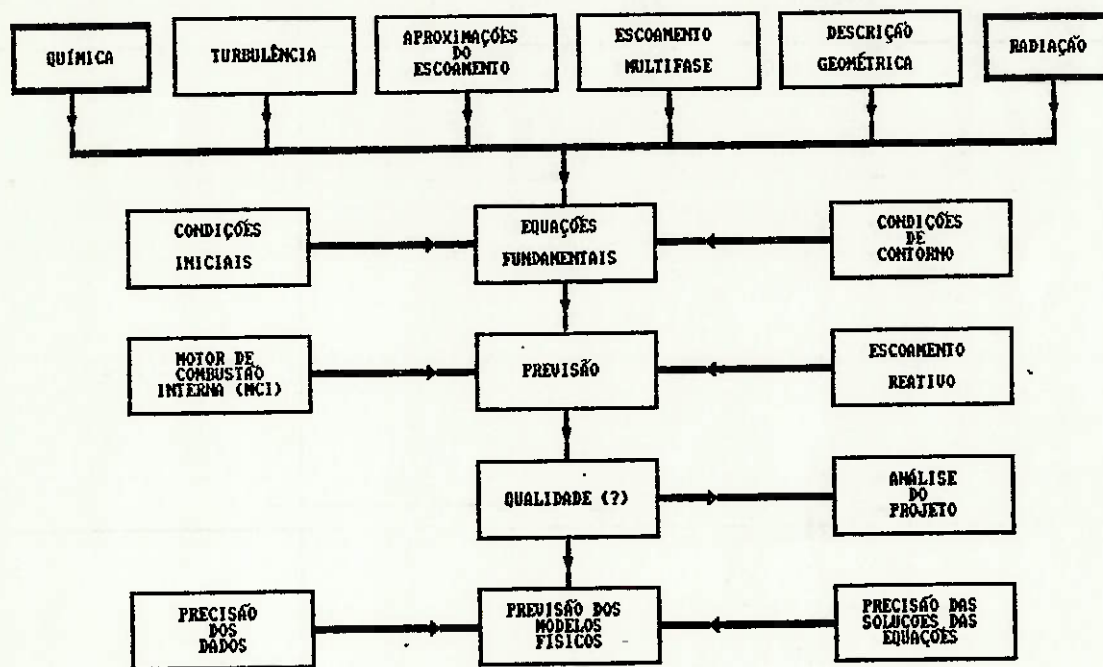 QUÍMICA
TURBULÊNCIA
APROXIMAÇÕES
DO
ESCOAMENTO
ESCOAMENTO
MULTIFASE
DESCRIÇÃO
GEOMÉTRICA
RADIAÇÃO
CONDIÇÕES
INICIAIS
EQUAÇÕES
FUNDAMENTAIS
CONDIÇÕES
DE
CONTORNO
MOTOR DE
COMBUSTÃO
INTERNA (MCI)
PREVISÃO
ESCOAMENTO
REATIVO
QUALIDADE (?)
ANÁLISE
DO
PROJETO
PRECISÃO
DOS
DADOS
PREVISÃO DOS
MODELOS
FÍSICOS
PRECISÃO DAS
SOLUÇÕES DAS
EQUAÇÕES